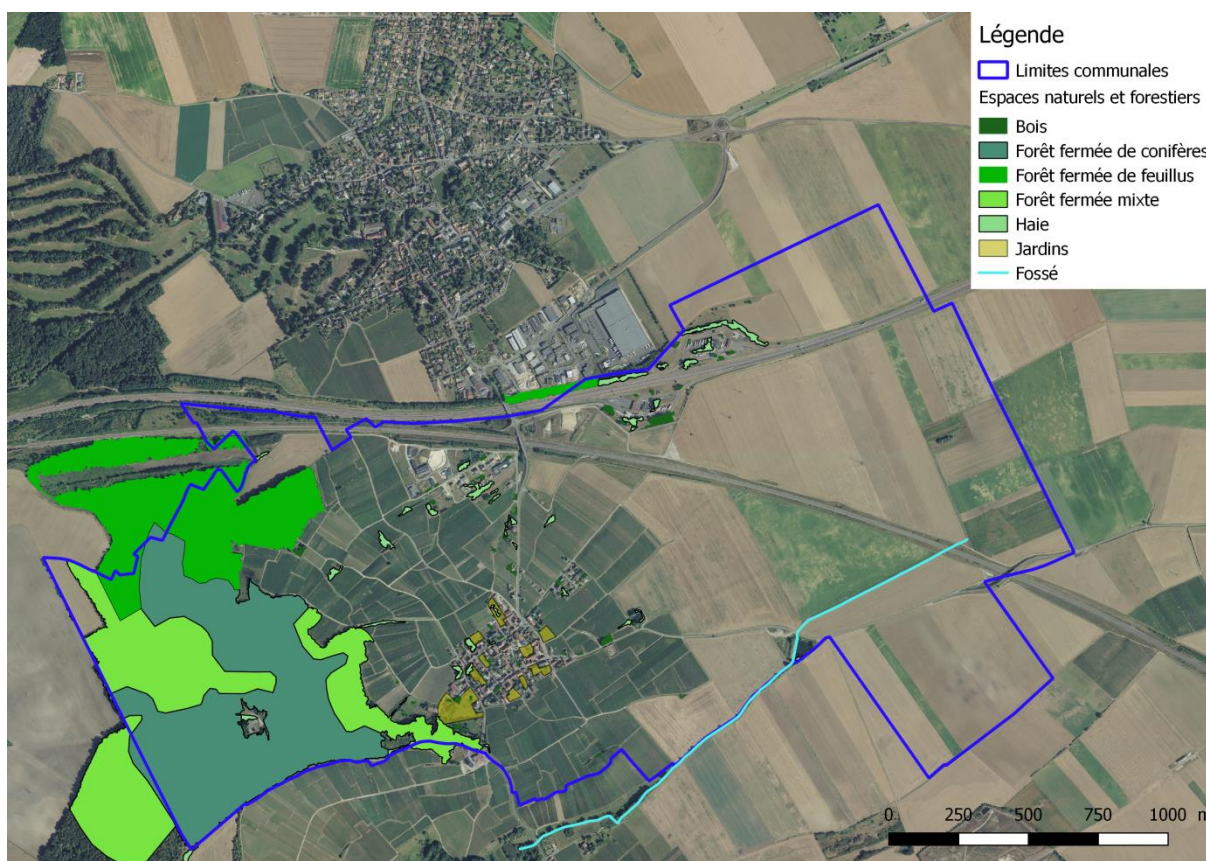 Légende
Limites communales
Espaces naturels et forestiers
Bois
Forêt fermée de conifères
Forêt fermée de feuillus
Forêt fermée mixte
Haie
Jardins
Fossé
0 250 500 750 1000 m